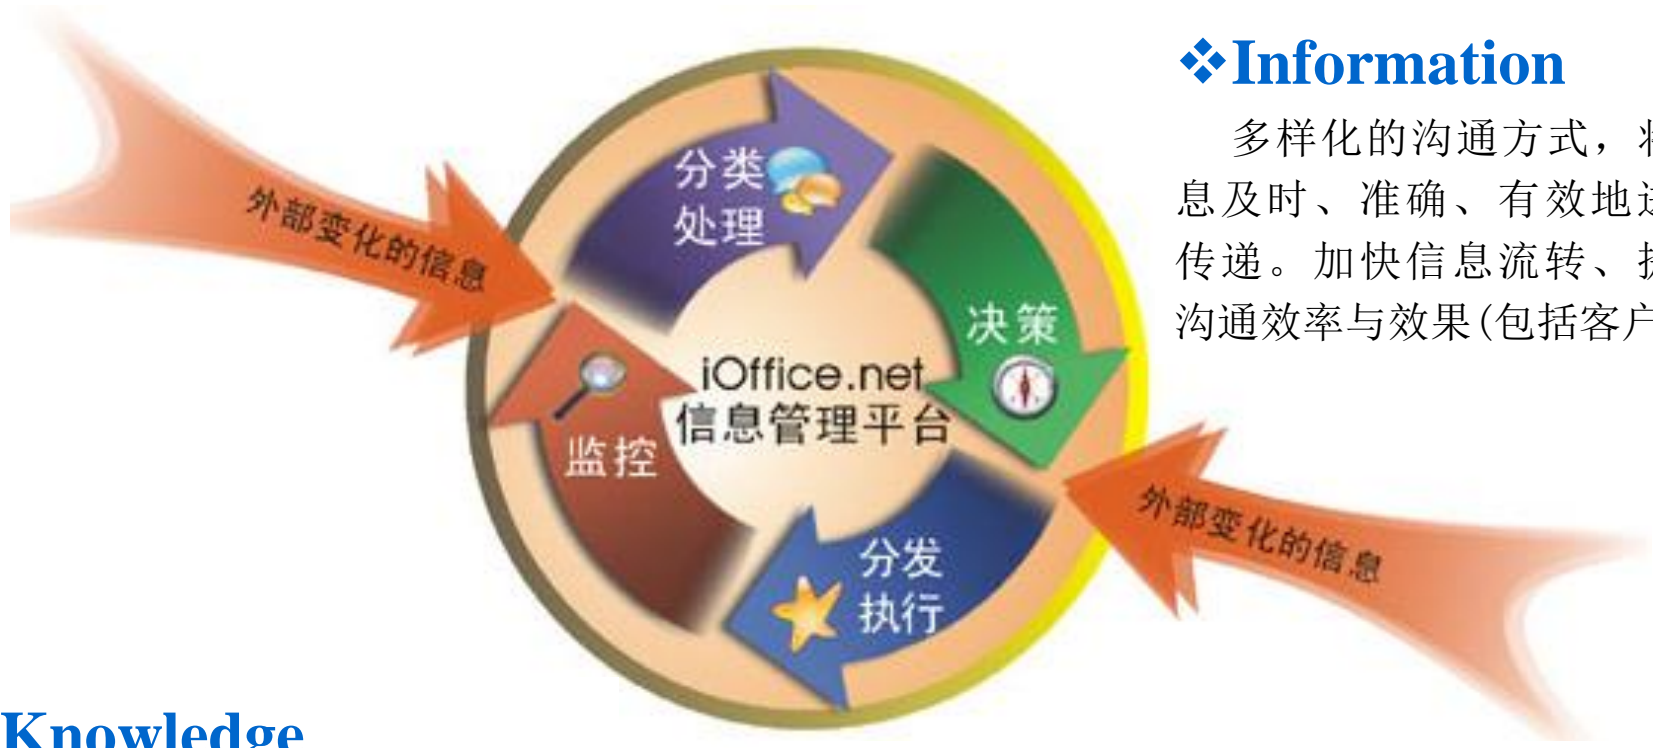 ❖Information
多样化的沟通方式，
息及时、准确、有效地
传递。加快信息流转、
沟通效率与效果(包括客户
外部变化的信息
分类
处理
决策
iOffice.net
信息管理平台
监控
分发
执行
外部变化的信息
Knowledge